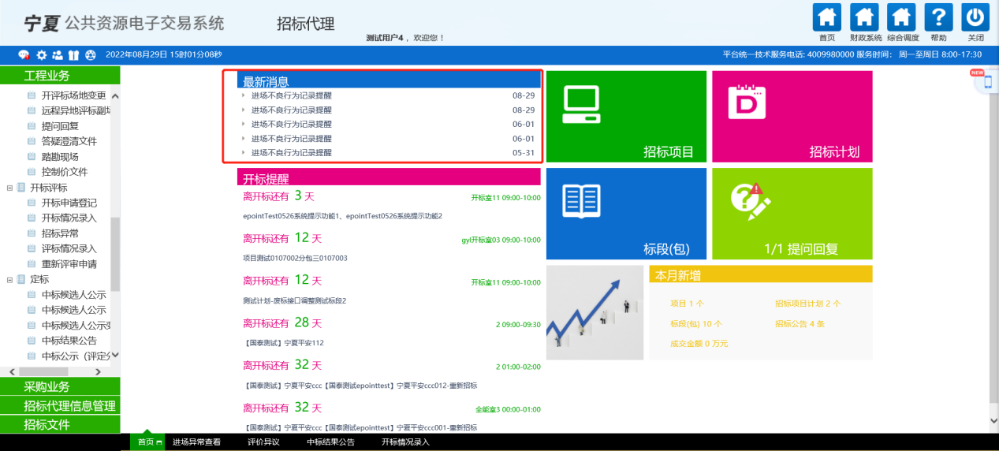 宁夏 公共资源电子交易系统
招标代理
测试用户4 ，欢迎您！
首页 财政系统 综合调度 帮助 关闭
2022年08月29日 15时01分08秒
平台统一技术服务电话: 4009980000 服务时间： 周一至周日 8:00-17:30
工程业务
开评标场地变更
远程异地评标副场
提问回复
答疑澄清文件
踏勘现场
控制价文件
开标评标
开标申请登记
开标情况录入
招标异常
评标情况录入
重新评审申请
定标
中标候选人公示
中标候选人公示
中标候选人公示变
中标结果公告
中标公示（评定分
采购业务
招标代理信息管理
招标文件
最新消息
进场不良行为记录提醒 08-29
进场不良行为记录提醒 08-29
进场不良行为记录提醒 06-01
进场不良行为记录提醒 06-01
进场不良行为记录提醒 05-31
开标提醒
离开标还有 3 天 开标室11 09:00-10:00
epointTest0526系统提示功能1、epointTest0526系统提示功能2
离开标还有 12 天 gyl开标室03 09:00-10:00
项目测试0107002分包三0107003
离开标还有 12 天 开标室11 09:00-10:00
测试计划-废标接口调整测试标段2
离开标还有 28 天 2 09:00-09:30
【国泰测试】宁夏平安112
离开标还有 32 天 2 01:00-02:00
【国泰测试】宁夏平安ccc【国泰测试epointtest】宁夏平安ccc012-重新招标
离开标还有 32 天 全能室3 00:00-01:00
【国泰测试】宁夏平安ccc【国泰测试epointtest】宁夏平安ccc001-重新招标
招标项目
D
招标计划
标段(包)
1/1 提问回复
本月新增
项目 1 个 招标项目计划 2 个
标段(包) 10 个 招标公告 4 条
成交金额 0 万元
NEW
首页 进场异常查看 评价异议 中标结果公告 开标情况录入